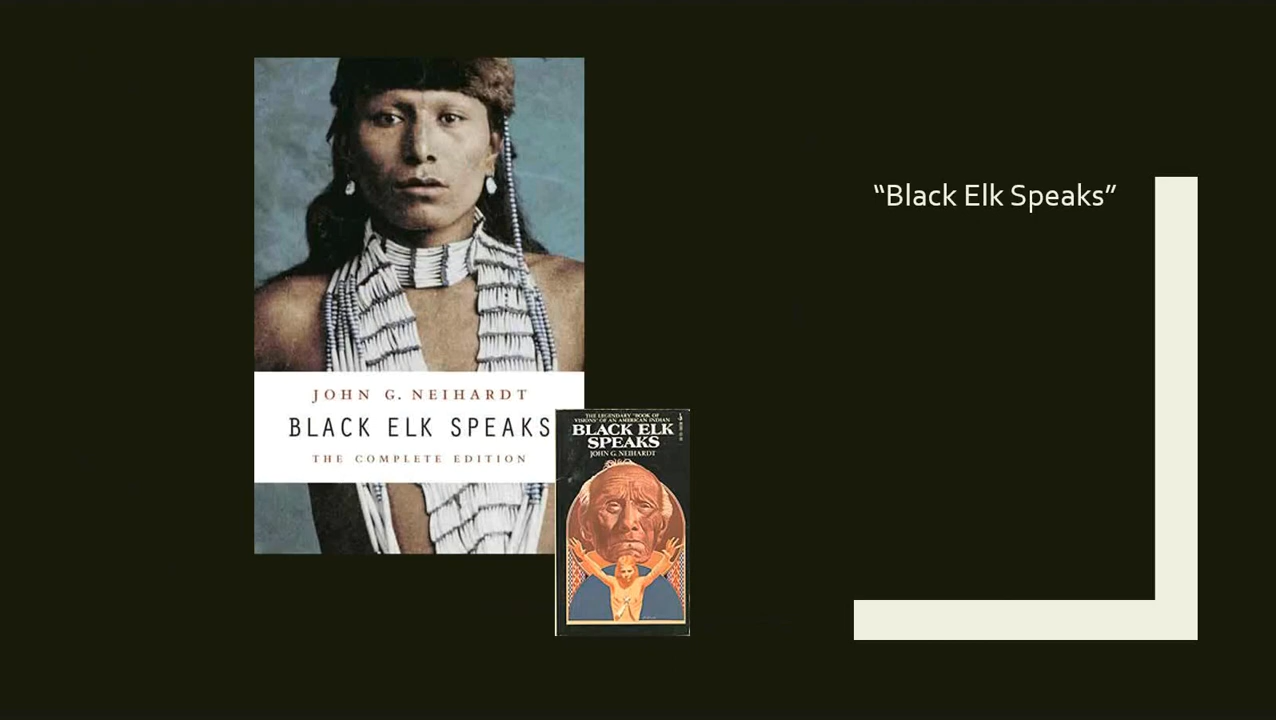 “Black Elk Speaks”
JOHN G. NEIHARDT
BLACK ELK SPEAKS
THE COMPLETE EDITION
THE LEGENDARY “BOOK OF
VISIONS” OF AN AMERICAN INDIAN
BLACK ELK
SPEAKS
JOHN G. NEIHARDT